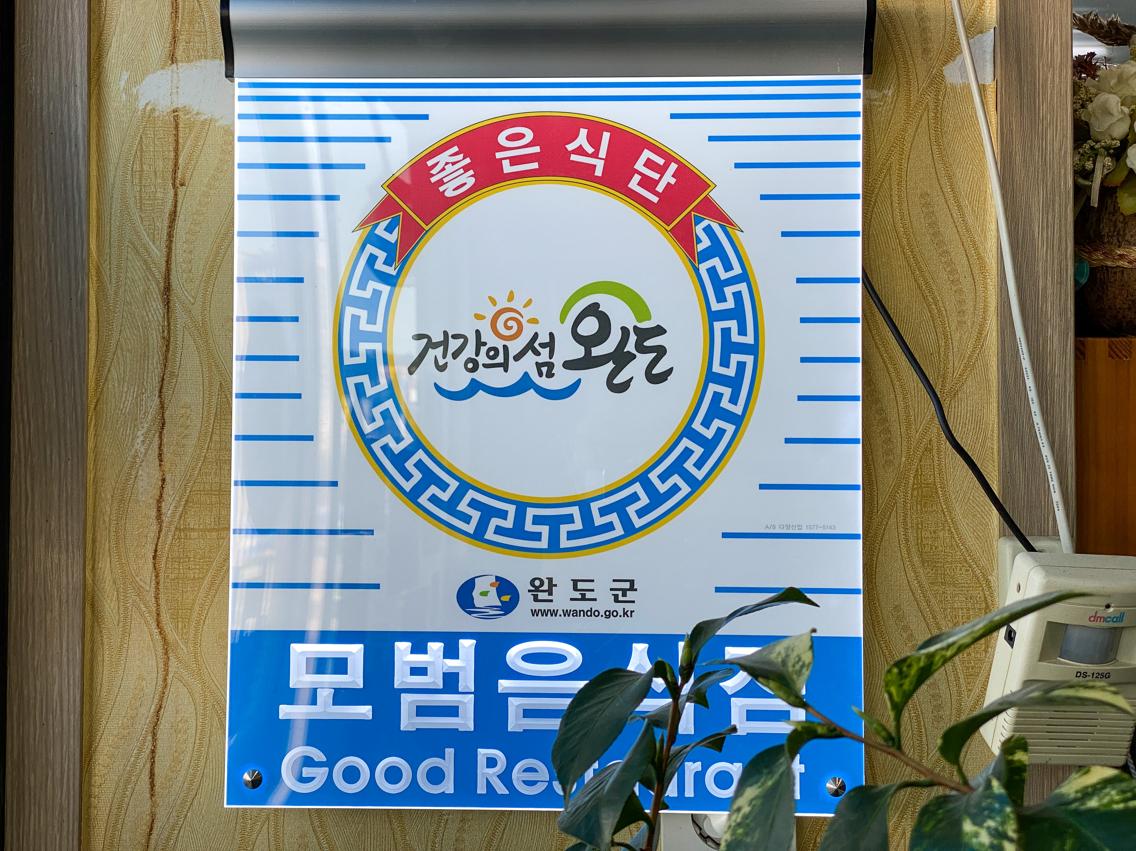 좋은식단
건강의 섬 완도
A/S 다양산업 1577-5143
완도군
www.wando.go.kr
모범음식점
Good Restaurant
dmcall
DS-125G